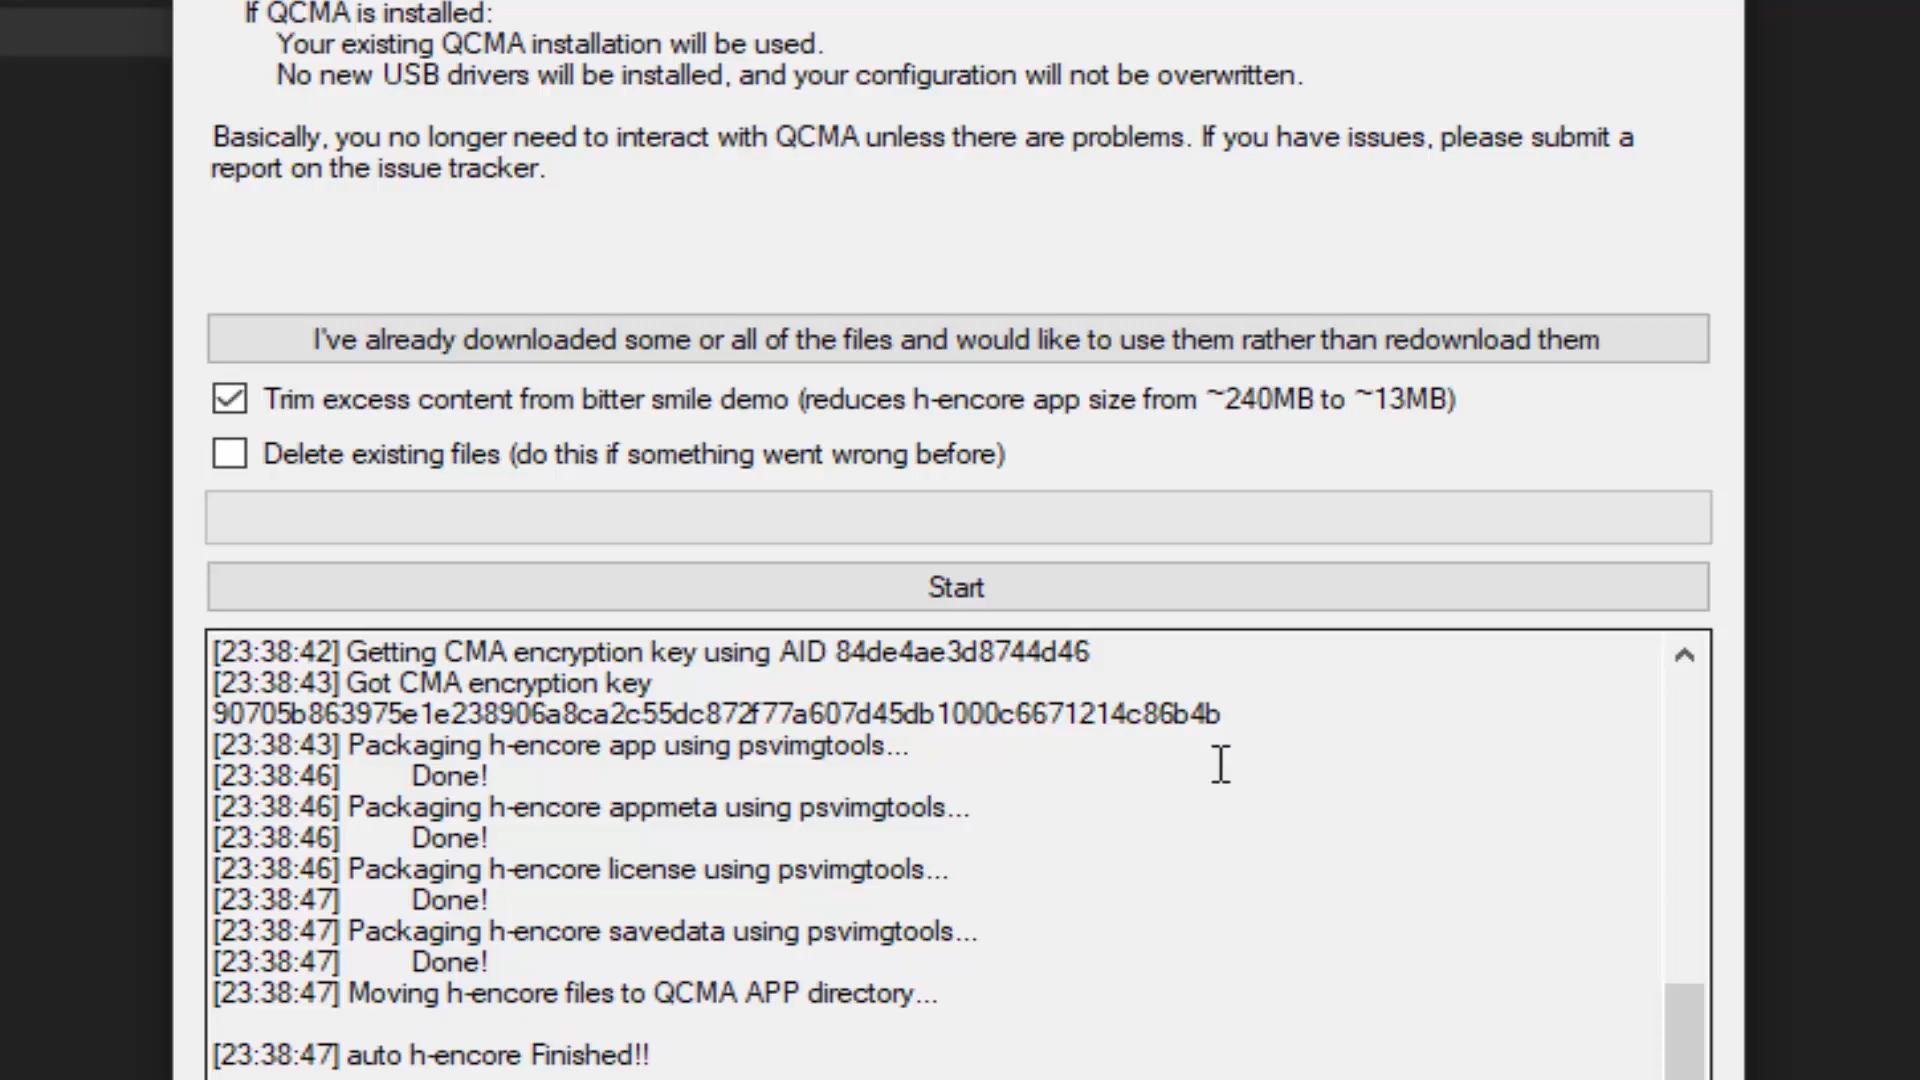 If QCMA is installed:
Your existing QCMA installation will be used.
No new USB drivers will be installed, and your configuration will not be overwritten.
Basically, you no longer need to interact with QCMA unless there are problems. If you have issues, please submit a
report on the issue tracker.
I've already downloaded some or all of the files and would like to use them rather than redownload them
Trim excess content from bitter smile demo (reduces h-encore app size from ~240MB to ~13MB)
Delete existing files (do this if something went wrong before)
Start
[23:38:42] Getting CMA encryption key using AID 84de4ae3d8744d46
[23:38:43] Got CMA encryption key
90705b863975e1e238906a8ca2c55dc872f77a607d45db1000c6671214c86b4b
[23:38:43] Packaging h-encore app using psvimgtools...
[23:38:46] Done!
[23:38:46] Packaging h-encore appmeta using psvimgtools...
[23:38:46] Done!
[23:38:46] Packaging h-encore license using psvimgtools...
[23:38:47] Done!
[23:38:47] Packaging h-encore savedata using psvimgtools...
[23:38:47] Done!
[23:38:47] Moving h-encore files to QCMA APP directory...
[23:38:47] auto h-encore Finished!!